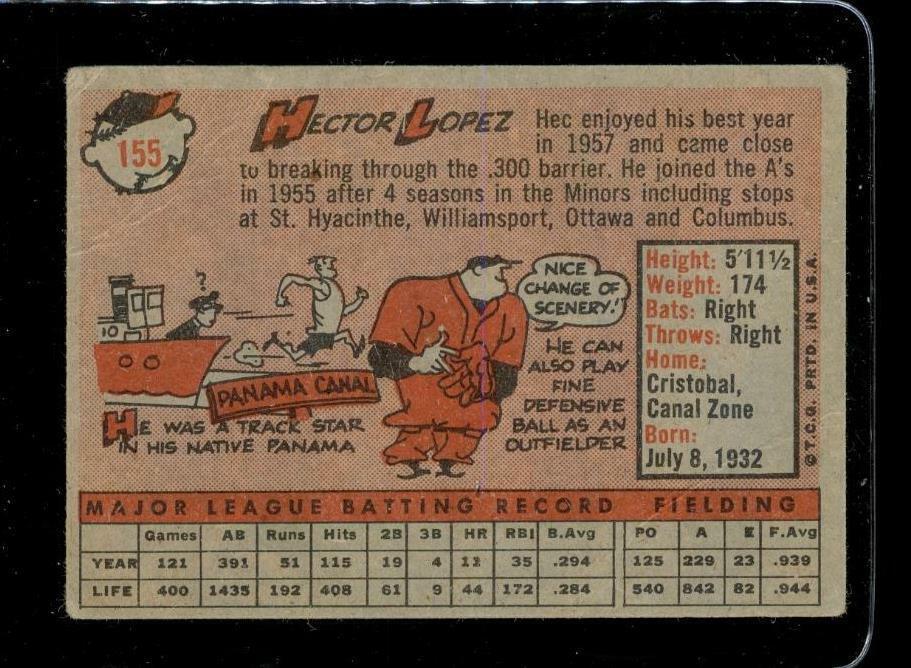 155
HECTOR LOPEZ Hec enjoyed his best year
in 1957 and came close
to breaking through the .300 barrier. He joined the A's
in 1955 after 4 seasons in the Minors including stops
at St. Hyacinthe, Williamsport, Ottawa and Columbus.
?
10
PANAMA CANAL
HE WAS A TRACK STAR
IN HIS NATIVE PANAMA
NICE
CHANGE OF
SCENERY!
HE CAN
ALSO PLAY
FINE
DEFENSIVE
BALL AS AN
OUTFIELDER
Height: 5'11½
Weight: 174
Bats: Right
Throws: Right
Home:
Cristobal,
Canal Zone
Born:
July 8, 1932
©T.C.G. PRTD. IN U.S.A.
MAJOR LEAGUE BATTING RECORD FIELDING
Games AB Runs Hits 2B 3B HR RBI B.Avg PO A E F.Avg
YEAR 121 391 51 115 19 4 11 35 .294 125 229 23 .939
LIFE 400 1435 192 408 61 9 44 172 .284 540 842 82 .944